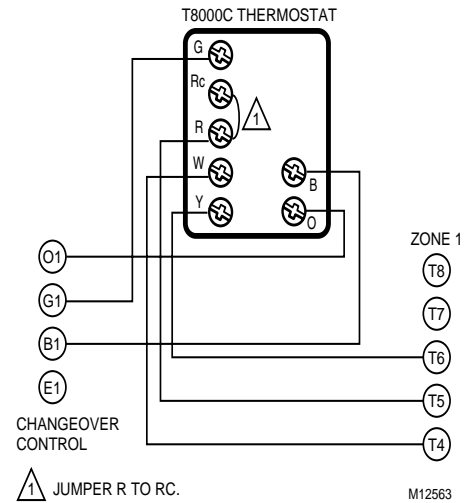 T8000C THERMOSTAT
G
Rc
1
R
W
B
Y
O
ZONE 1
O1
T8
G1
T7
B1
T6
E1
T5
CHANGEOVER
CONTROL
T4
1 JUMPER R TO RC.
M12563